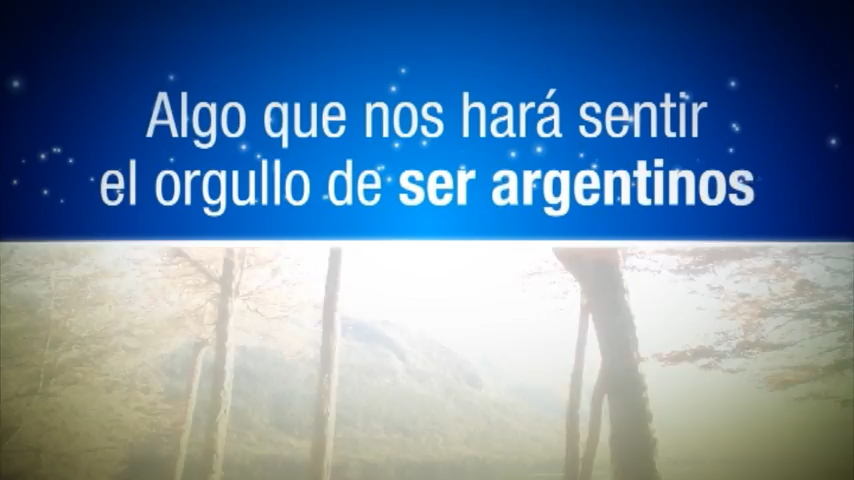 Algo que nos hará sentir
el orgullo de ser argentinos